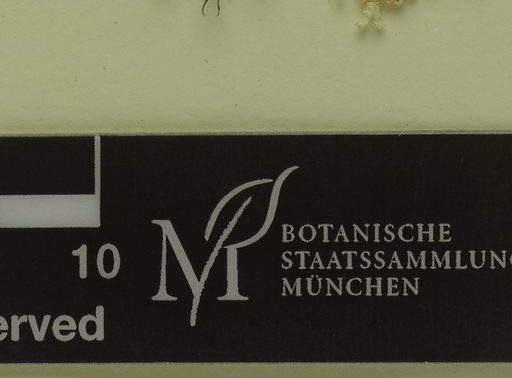 10
BOTANISCHE
STAATSSAMMLUNG
MÜNCHEN
erved